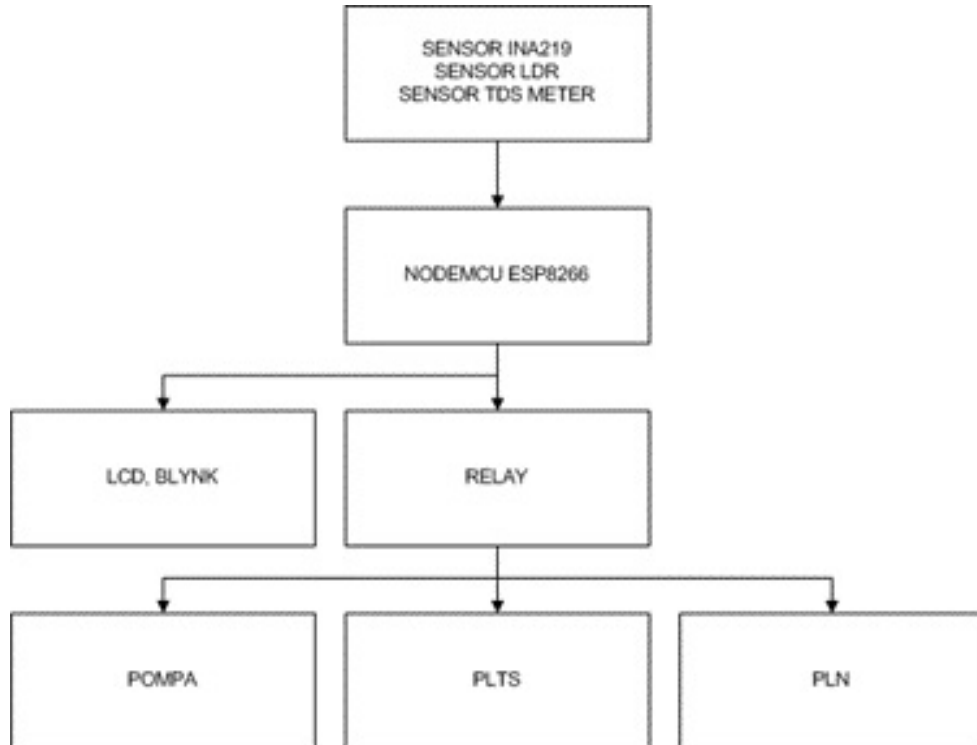 SENSOR INA219
SENSOR LDR
SENSOR TDS METER
NODEMCU ESP8266
LCD, BLYNK
RELAY
POMPA
PLTS
PLN